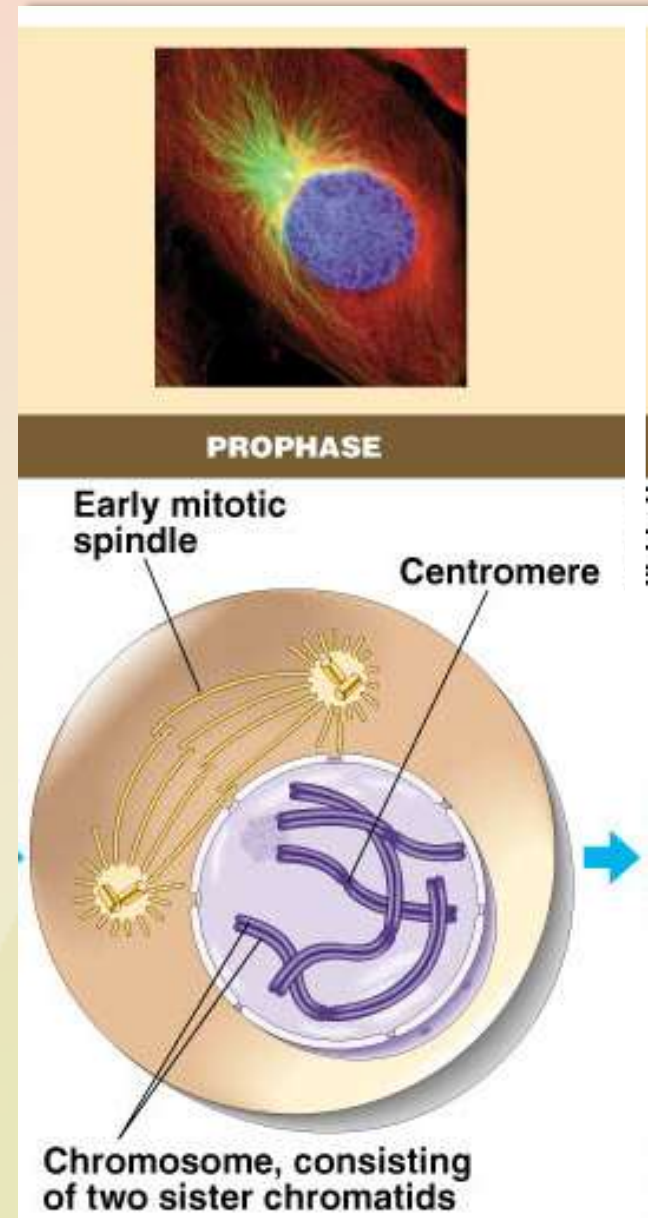 PROPHASE
Early mitotic
spindle
Centromere
Chromosome, consisting
of two sister chromatids